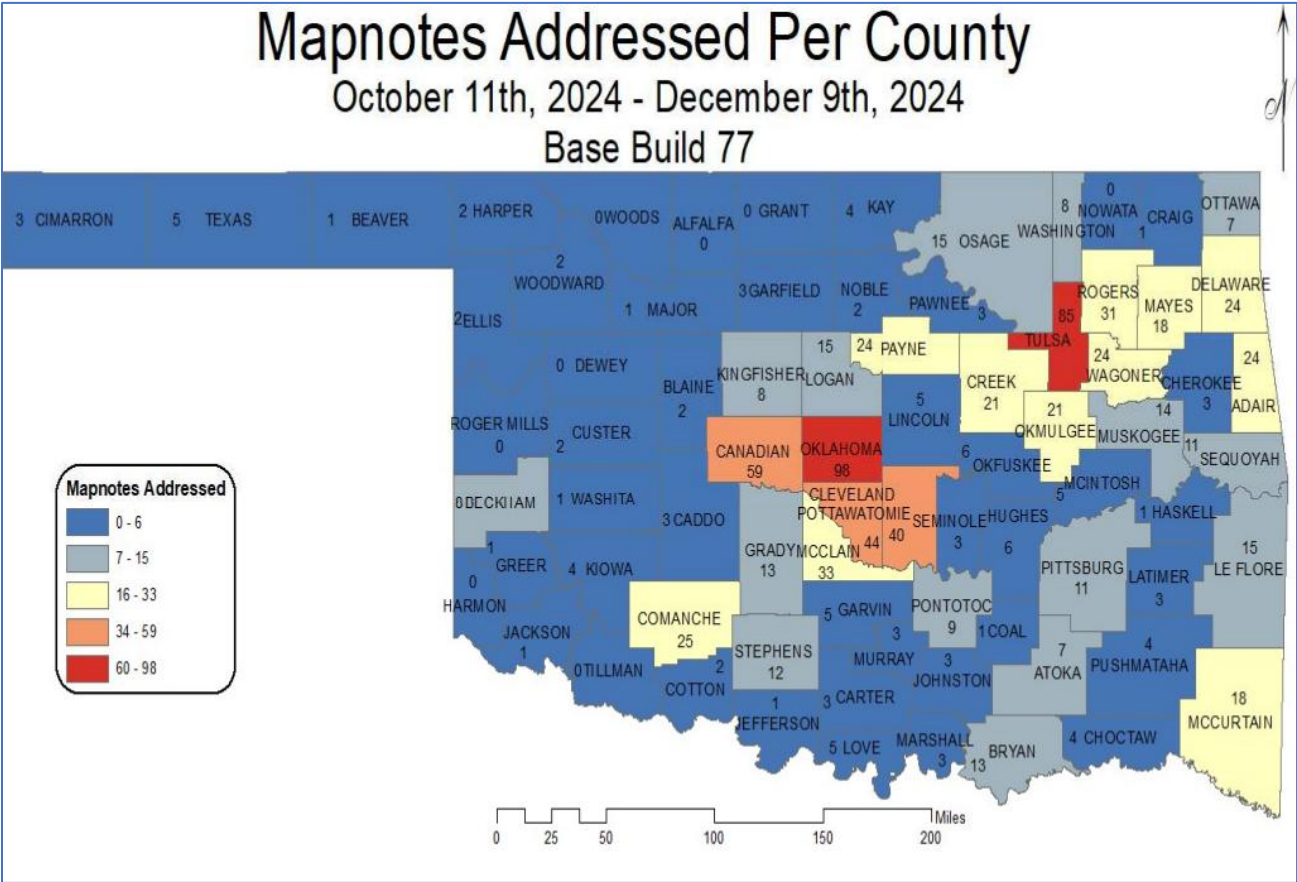 Mapnotes Addressed Per County
October 11th, 2024 - December 9th, 2024
Base Build 77
N
3 CIMARRON
5 TEXAS
1 BEAVER
2 HARPER
0 WOODS
ALFALFA
0
0 GRANT
4 KAY
15 OSAGE
8
WASHINGTON
0
NOWATA
CRAIG
1
OTTAWA
7
2
WOODWARD
2 ELLIS
1 MAJOR
3 GARFIELD
NOBLE
2
PAWNEE 3
85
TULSA
ROGERS
31
MAYES
18
DELAWARE
24
0 DEWEY
BLAINE
2
KINGFISHER
8
15
LOGAN
24 PAYNE
CREEK
21
24
WAGONER
CHEROKEE
3
24
ADAIR
ROGER MILLS
0
2 CUSTER
CANADIAN
59
OKLAHOMA
98
5
LINCOLN
21
OKMULGEE
14
MUSKOGEE
11
SEQUOYAH
6
OKFUSKEE
5 MCINTOSH
1 HASKELL
1 WASHITA
3 CADDO
CLEVELAND
44
POTTAWATOMIE
40
SEMINOLE
3
HUGHES
6
PITTSBURG
11
LATIMER
3
15
LE FLORE
1
GREER
0
HARMON
4 KIOWA
GRADY
13
MCCLAIN
33
COMANCHE
25
5 GARVIN
PONTOTOC
9
1 COAL
JACKSON
1
0 TILLMAN
2
COTTON
STEPHENS
12
3
MURRAY
3
JOHNSTON
7
ATOKA
4
PUSHMATAHA
1
JEFFERSON
3 CARTER
5 LOVE
MARSHALL
3
13 BRYAN
4 CHOCTAW
18
MCCURTAIN
Mapnotes Addressed
0 - 6
7 - 15
16 - 33
34 - 59
60 - 98
Miles
0 25 50 100 150 200